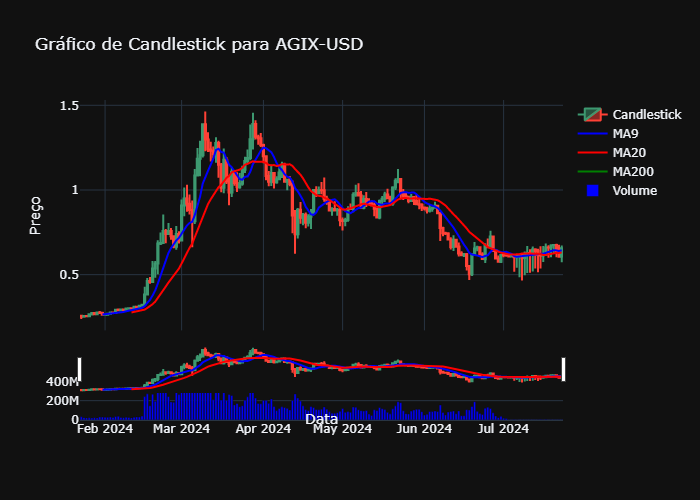 Gráfico de Candlestick para AGIX-USD
1.5
1
0.5
Preço
Candlestick
MA9
MA20
MA200
Volume
400M
200M
0
Data
Feb 2024
Mar 2024
Apr 2024
May 2024
Jun 2024
Jul 2024